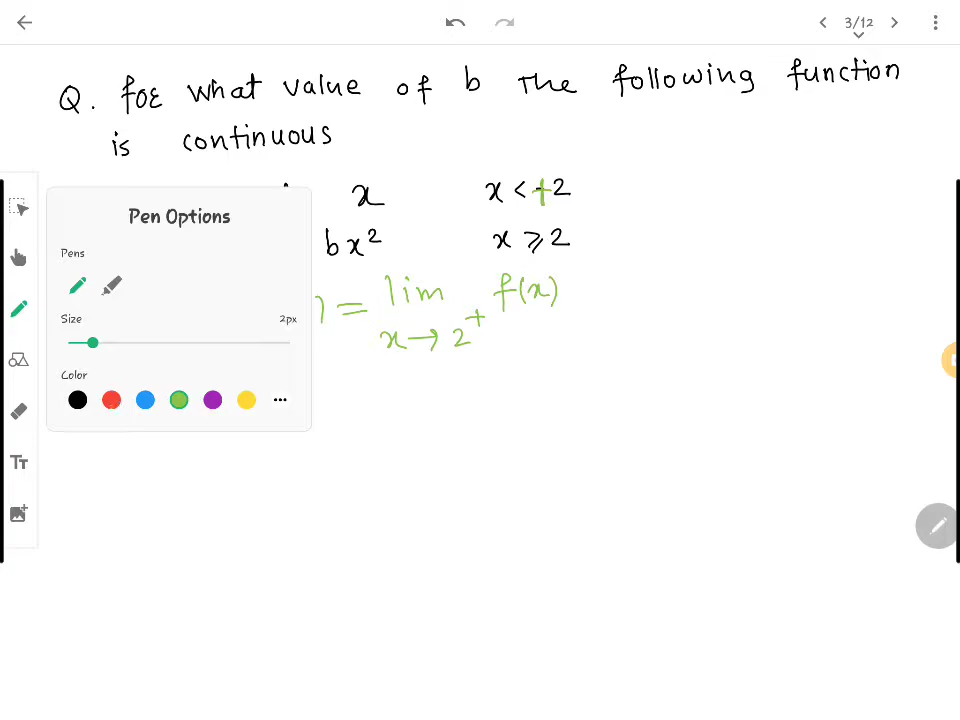 3/12
Q. for what value of b the following function
is continuous
x x < +2
bx² x ⩾ 2
) = lim f(x)
x → 2⁺
Pen Options
Pens
Size 2px
Color
Tт